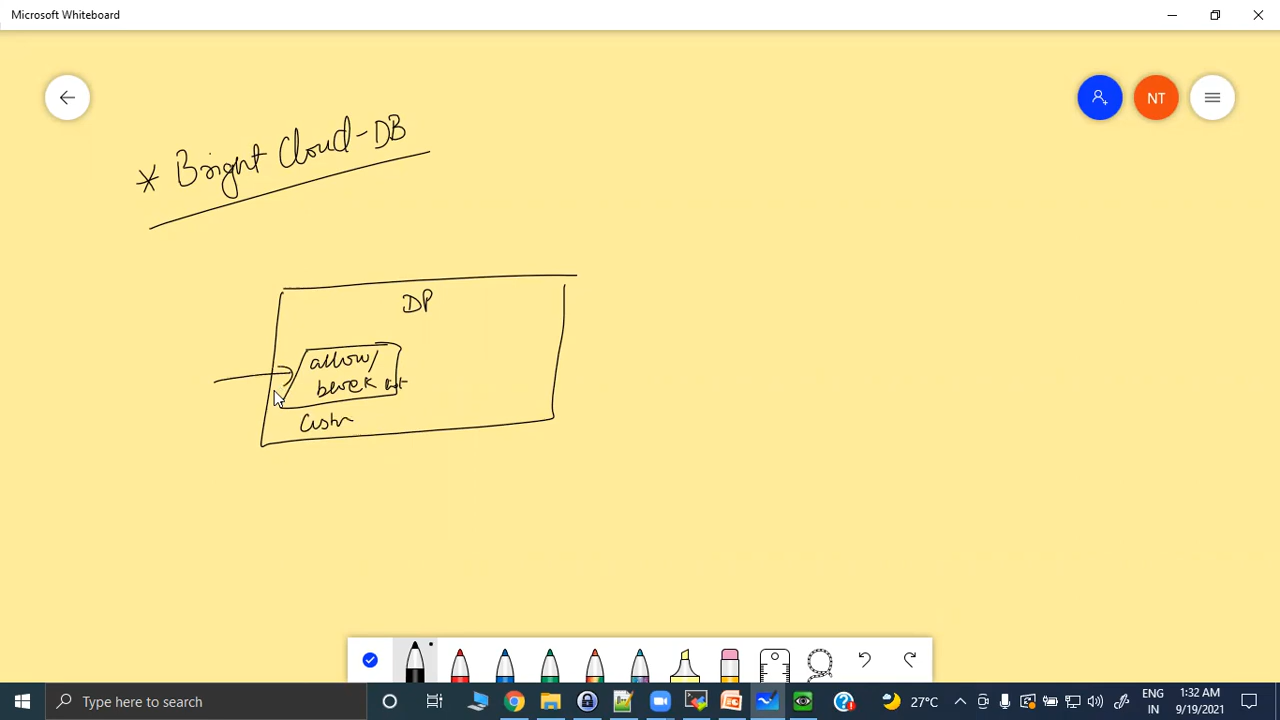 Microsoft Whiteboard
NT
* Bright Cloud-DB
DP
allow/
block list
Custm
Type here to search
27°C
ENG
IN
1:32 AM
9/19/2021